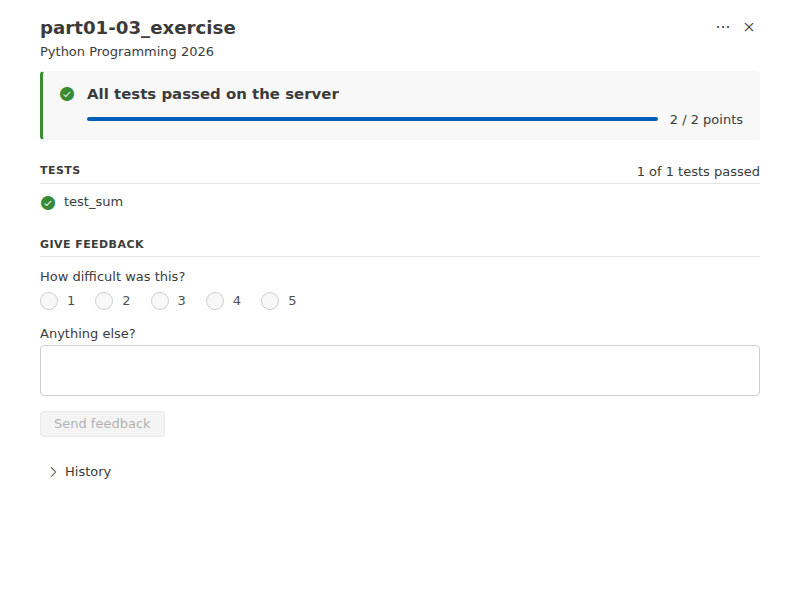 part01-03_exercise
Python Programming 2026
All tests passed on the server
2 / 2 points
TESTS
1 of 1 tests passed
test_sum
GIVE FEEDBACK
How difficult was this?
1 2 3 4 5
Anything else?
Send feedback
History